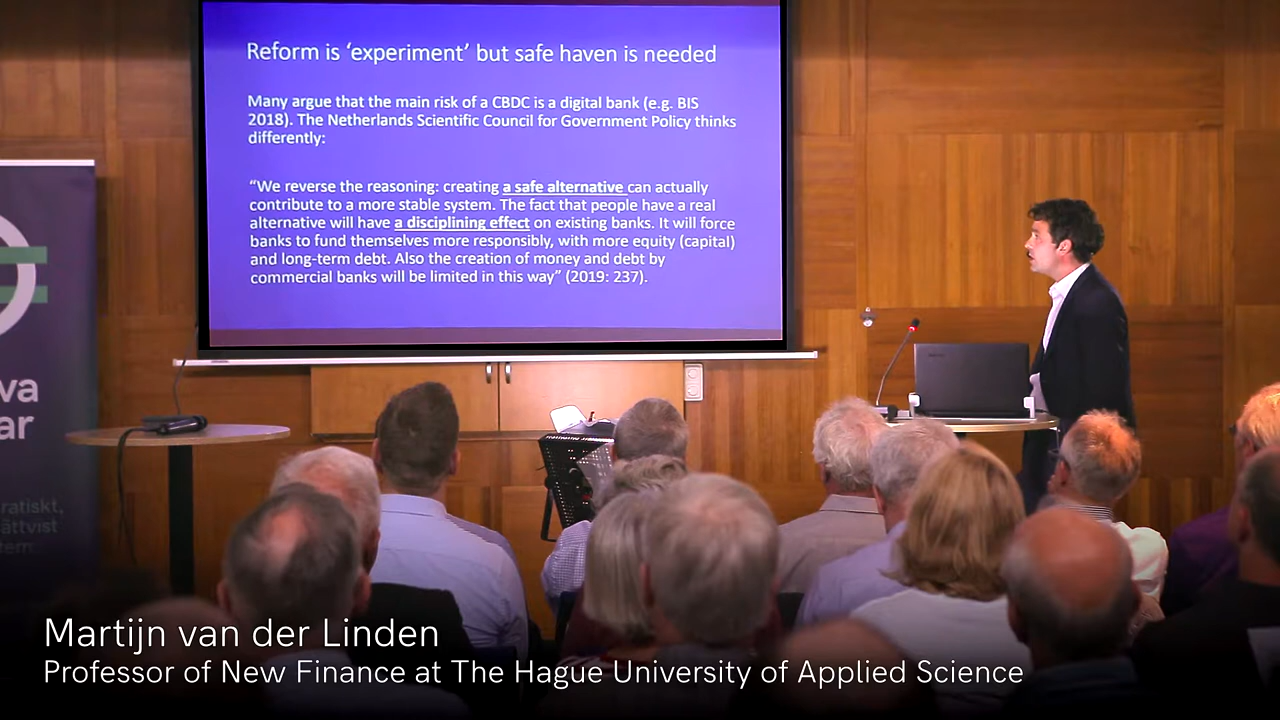 Reform is ‘experiment’ but safe haven is needed
Many argue that the main risk of a CBDC is a digital bank (e.g. BIS
2018). The Netherlands Scientific Council for Government Policy thinks
differently:
“We reverse the reasoning: creating a safe alternative can actually
contribute to a more stable system. The fact that people have a real
alternative will have a disciplining effect on existing banks. It will force
banks to fund themselves more responsibly, with more equity (capital)
and long-term debt. Also the creation of money and debt by
commercial banks will be limited in this way” (2019: 237).
va
ar
ratiskt,
ättvist
tem
Martijn van der Linden
Professor of New Finance at The Hague University of Applied Science